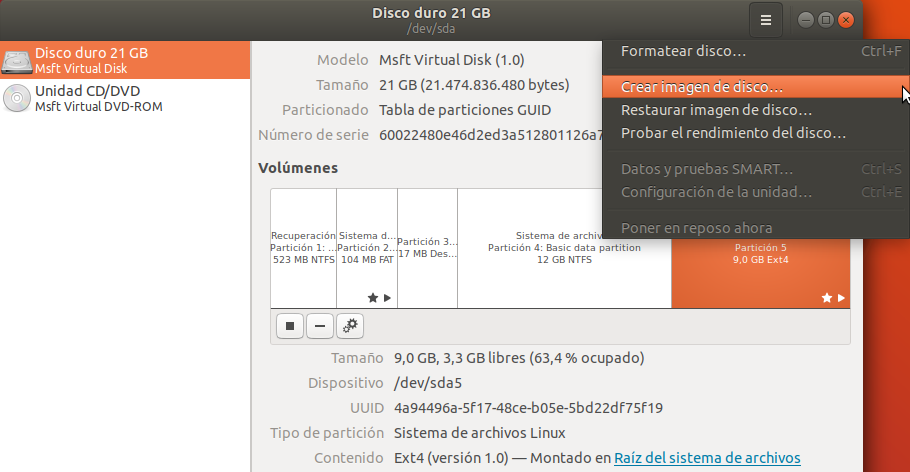 Disco duro 21 GB
/dev/sda
Disco duro 21 GB
Msft Virtual Disk
Unidad CD/DVD
Msft Virtual DVD-ROM
Modelo Msft Virtual Disk (1.0)
Tamaño 21 GB (21.474.836.480 bytes)
Particionado Tabla de particiones GUID
Número de serie 60022480e46d2ed3a512801126a7
Formatear disco… Ctrl+F
Crear imagen de disco…
Restaurar imagen de disco…
Probar el rendimiento del disco…
Datos y pruebas SMART… Ctrl+S
Configuración de la unidad… Ctrl+E
Poner en reposo ahora
Volúmenes
Recuperación
Partición 1: …
523 MB NTFS
Sistema d…
Partición 2…
104 MB FAT
Partición 3…
17 MB Des…
Sistema de archiv
Partición 4: Basic data partition
12 GB NTFS
Partición 5
9,0 GB Ext4
Tamaño 9,0 GB, 3,3 GB libres (63,4 % ocupado)
Dispositivo /dev/sda5
UUID 4a94496a-5f17-48ce-b05e-5bd22df75f19
Tipo de partición Sistema de archivos Linux
Contenido Ext4 (versión 1.0) — Montado en Raíz del sistema de archivos